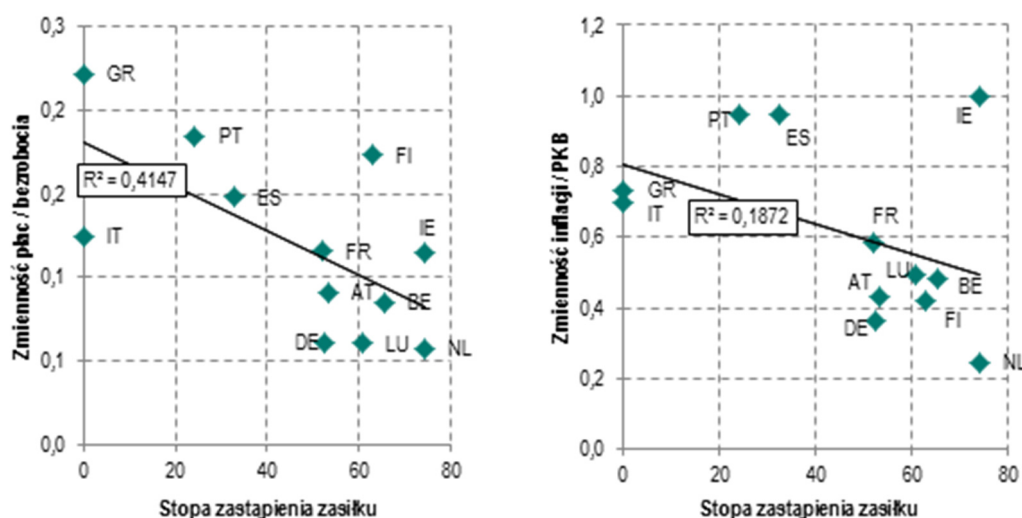 Zmienność płac / bezrobocia
0,3
0,2
0,2
0,1
0,1
0,0
GR
PT
FI
R² = 0,4147
ES
IT
IE
FR
AT
BE
DE
LU
NL
0 20 40 60 80
Stopa zastąpienia zasiłku
Zmienność inflacji / PKB
1,2
1,0
0,8
0,6
0,4
0,2
0,0
PT
ES
IE
GR
IT
R² = 0,1872
FR
LU
AT
BE
DE
FI
NL
0 20 40 60 80
Stopa zastąpienia zasiłku